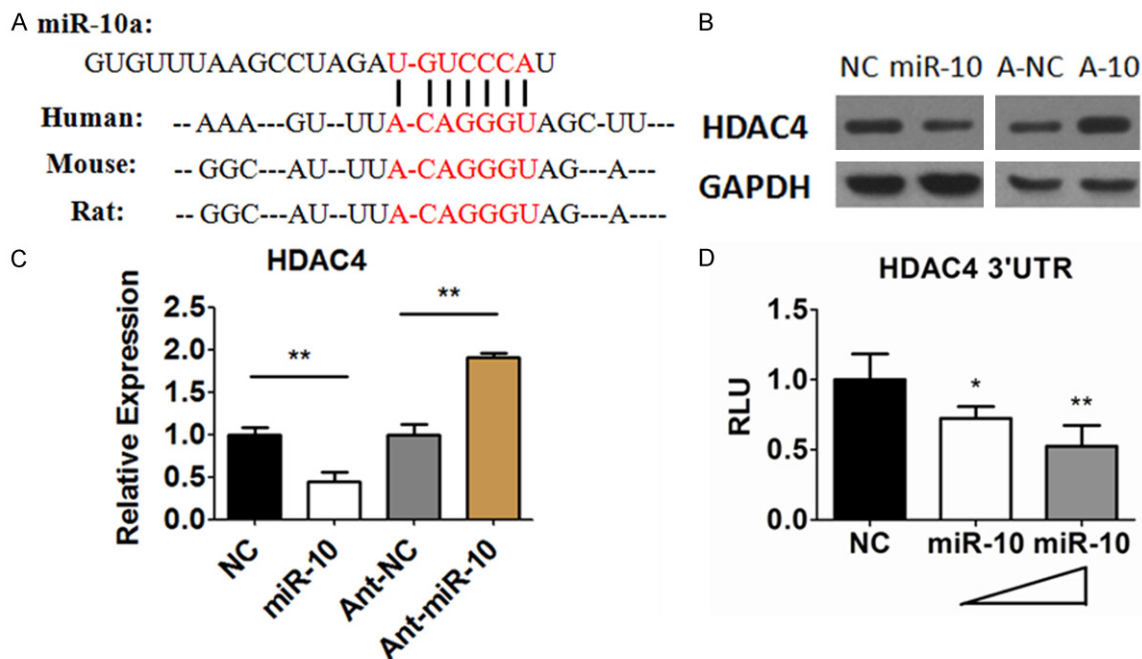 A miR-10a:
GUGUUUAAGCCUAGAU-GUCCCAU
Human: -- AAA---GU--UUA-CAGGGUAGC-UU---
Mouse: -- GGC---AU--UUA-CAGGGUAG---A---
Rat: -- GGC---AU--UUA-CAGGGUAG---A----
B
NC miR-10 A-NC A-10
HDAC4
GAPDH
C
HDAC4
Relative Expression
2.5
2.0
1.5
1.0
0.5
0.0
**
**
NC
miR-10
Ant-NC
Ant-miR-10
D
HDAC4 3'UTR
RLU
1.5
1.0
0.5
0.0
*
**
NC miR-10 miR-10